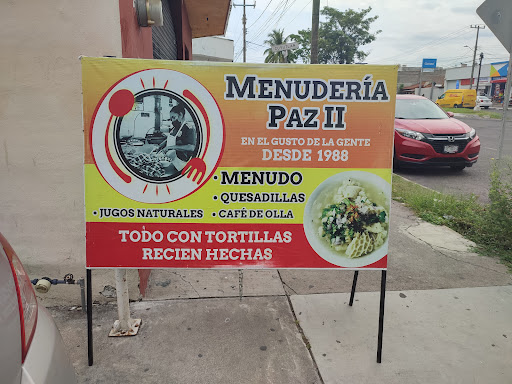 MENUDERÍA
PAZ II
EN EL GUSTO DE LA GENTE
DESDE 1988
• MENUDO
• QUESADILLAS
• JUGOS NATURALES • CAFÉ DE OLLA
TODO CON TORTILLAS
RECIEN HECHAS